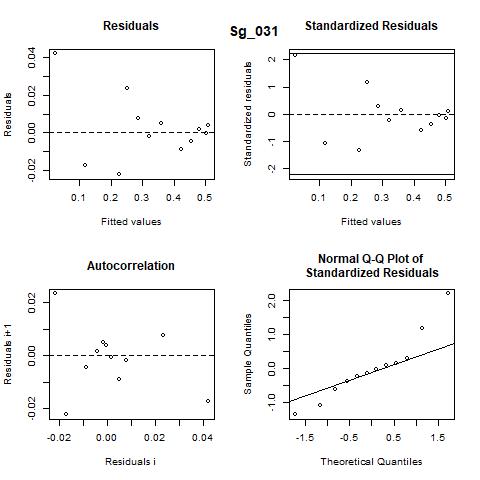 Sg_031
Residuals
Residuals
-0.02
0.00
0.02
0.04
0.1
0.2
0.3
0.4
0.5
Fitted values
Standardized Residuals
Standardized residuals
-2
-1
0
1
2
0.1
0.2
0.3
0.4
0.5
Fitted values
Autocorrelation
Residuals i+1
-0.02
0.00
0.02
-0.02
0.00
0.02
0.04
Residuals i
Normal Q-Q Plot of
Standardized Residuals
Sample Quantiles
-1.0
0.0
1.0
2.0
-1.5
-0.5
0.5
1.5
Theoretical Quantiles